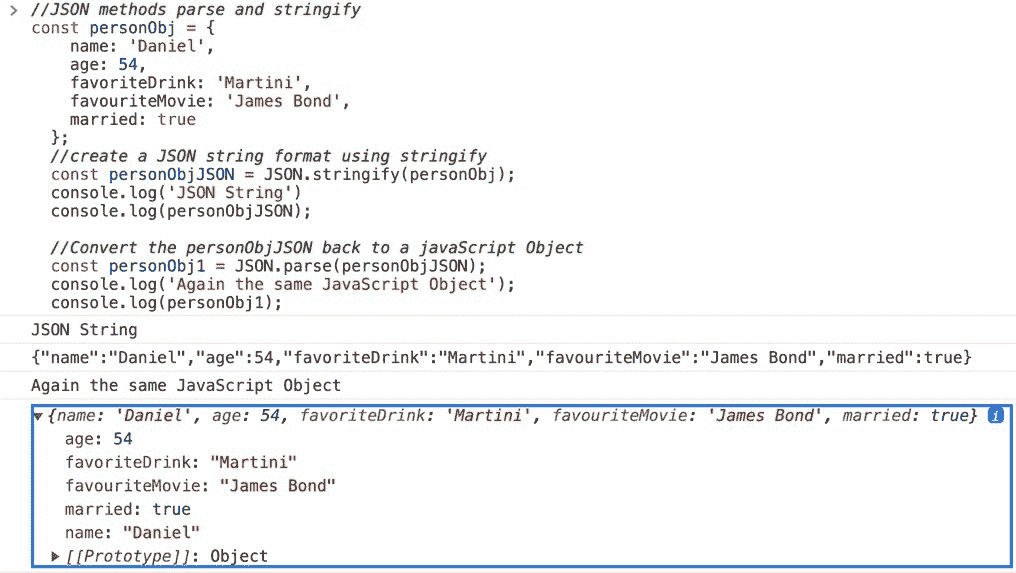 > //JSON methods parse and stringify
const personObj = {
    name: 'Daniel',
    age: 54,
    favoriteDrink: 'Martini',
    favouriteMovie: 'James Bond',
    married: true
  };
  //create a JSON string format using stringify
  const personObjJSON = JSON.stringify(personObj);
  console.log('JSON String')
  console.log(personObjJSON);

  //Convert the personObjJSON back to a javaScript Object
  const personObj1 = JSON.parse(personObjJSON);
  console.log('Again the same JavaScript Object');
  console.log(personObj1);
JSON String
{"name":"Daniel","age":54,"favoriteDrink":"Martini","favouriteMovie":"James Bond","married":true}
Again the same JavaScript Object
▼{name: 'Daniel', age: 54, favoriteDrink: 'Martini', favouriteMovie: 'James Bond', married: true} i
    age: 54
    favoriteDrink: "Martini"
    favouriteMovie: "James Bond"
    married: true
    name: "Daniel"
  ▶[[Prototype]]: Object